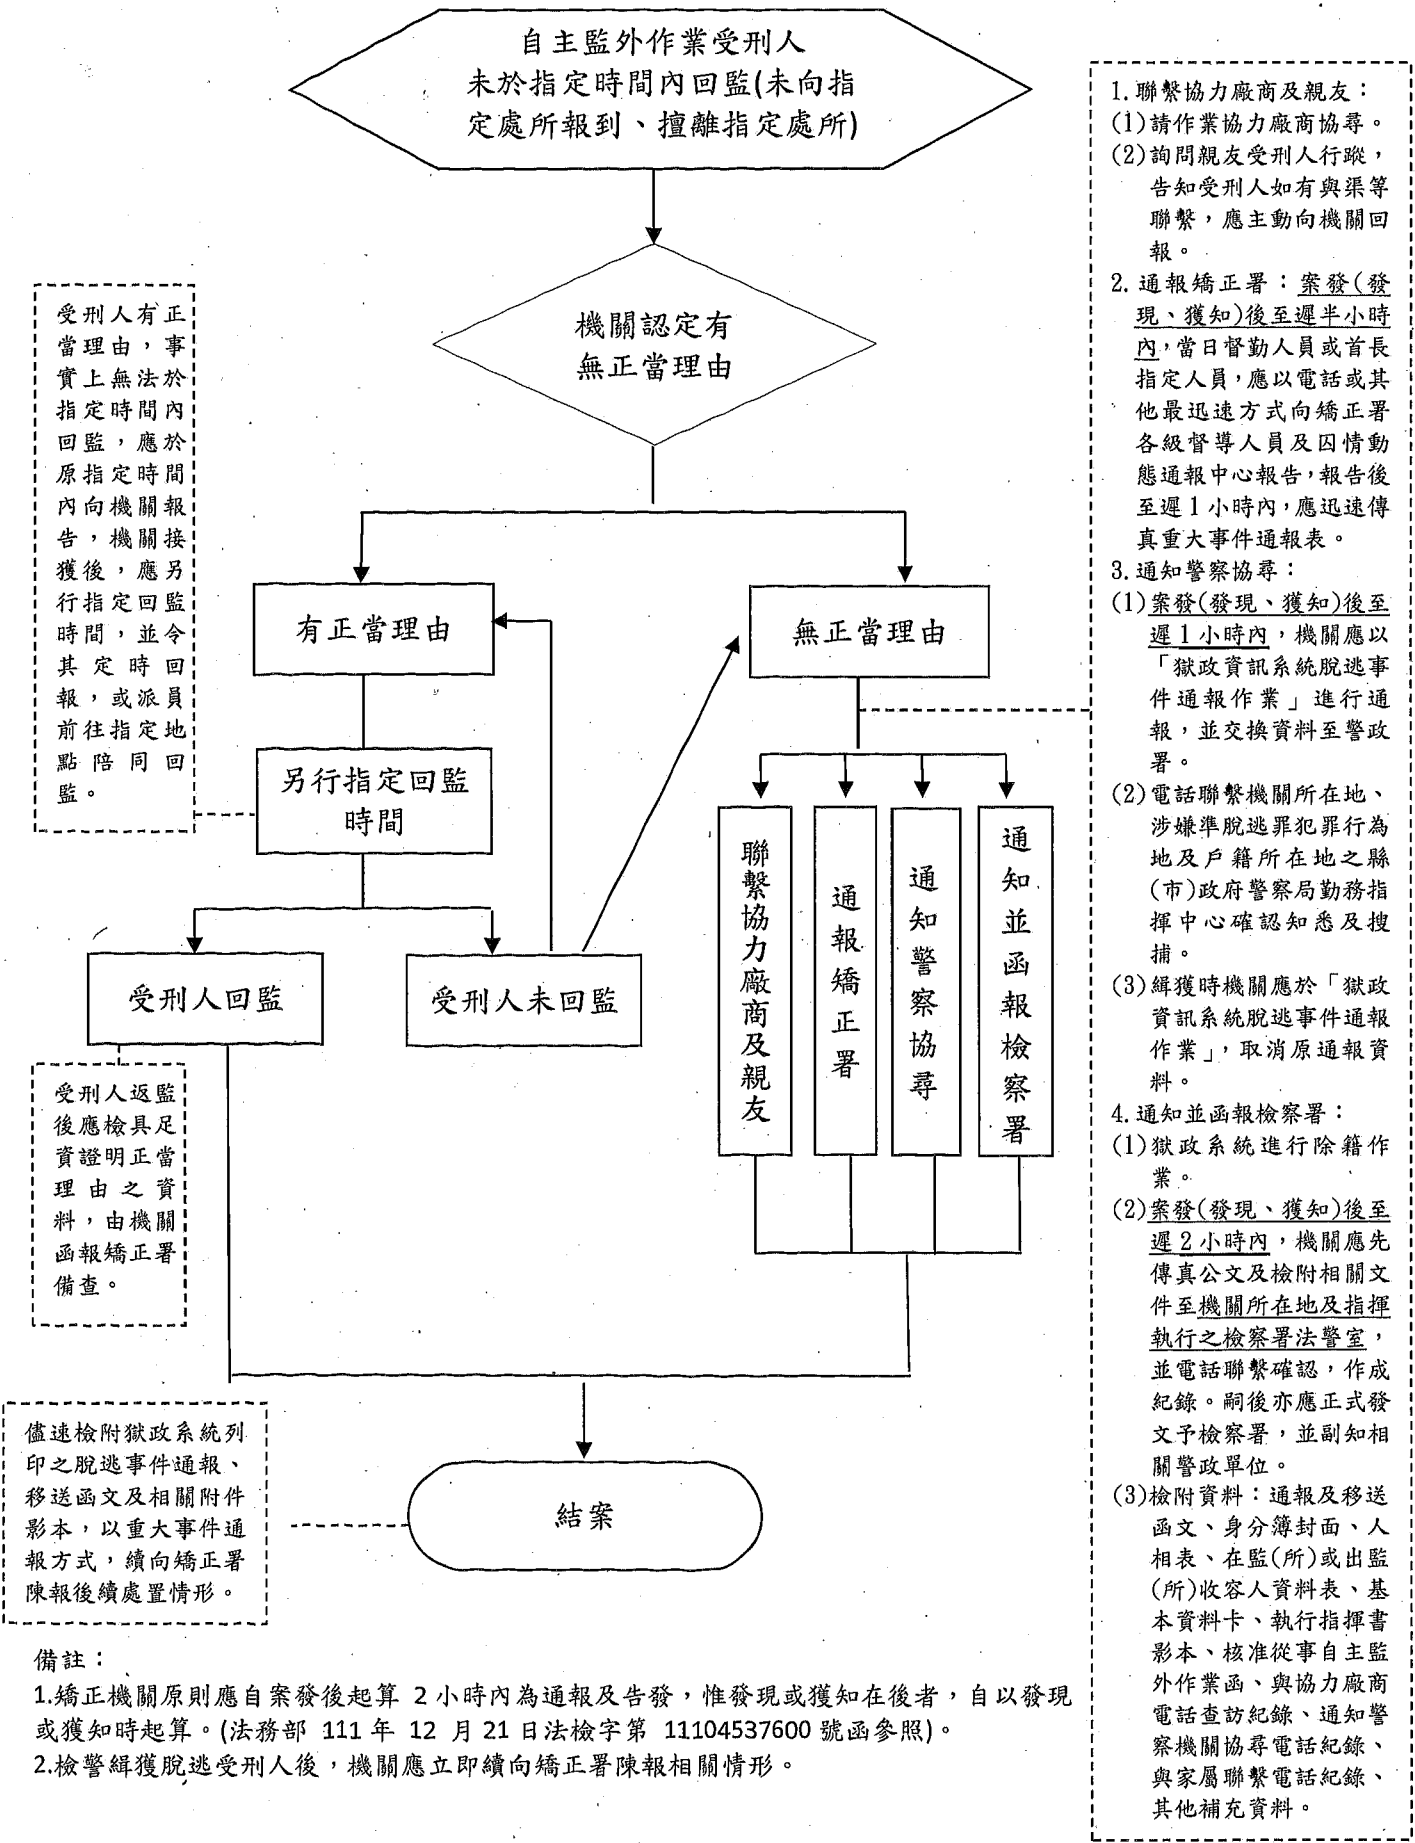 自主監外作業受刑人
未於指定時間內回監(未向指
定處所報到、擅離指定處所)
機關認定有
無正當理由
受刑人有正
當理由，事
實上無法於
指定時間內
回監，應於
原指定時間
內向機關報
告，機關接
獲後，應另
行指定回監
時間，並令
其定時回
報，或派員
前往指定地
點陪同回
監。
有正當理由
無正當理由
另行指定回監
時間
受刑人回監
受刑人未回監
聯繫協力廠商及親友
通報矯正署
通知警察協尋
通知並函報檢察署
受刑人返監
後應檢具足
資證明正當
理由之資
料，由機關
函報矯正署
備查。
儘速檢附獄政系統列
印之脫逃事件通報、
移送函文及相關附件
影本，以重大事件通
報方式，續向矯正署
陳報後續處置情形。
結案
1.聯繫協力廠商及親友：
(1)請作業協力廠商協尋。
(2)詢問親友受刑人行蹤，
告知受刑人如有與渠等
聯繫，應主動向機關回
報。
2.通報矯正署：案發(發
現、獲知)後至遲半小時
內，當日督勤人員或首長
指定人員，應以電話或其
他最迅速方式向矯正署
各級督導人員及囚情動
態通報中心報告，報告後
至遲1小時內，應迅速傳
真重大事件通報表。
3.通知警察協尋：
(1)案發(發現、獲知)後至
遲1小時內，機關應以
「獄政資訊系統脫逃事
件通報作業」進行通
報，並交換資料至警政
署。
(2)電話聯繫機關所在地、
涉嫌準脫逃罪犯罪行為
地及戶籍所在地之縣
(市)政府警察局勤務指
揮中心確認知悉及搜
捕。
(3)緝獲時機關應於「獄政
資訊系統脫逃事件通報
作業」，取消原通報資
料。
4.通知並函報檢察署：
(1)獄政系統進行除籍作
業。
(2)案發(發現、獲知)後至
遲2小時內，機關應先
傳真公文及檢附相關文
件至機關所在地及指揮
執行之檢察署法警室，
並電話聯繫確認，作成
紀錄。嗣後亦應正式發
文予檢察署，並副知相
關警政單位。
(3)檢附資料：通報及移送
函文、身分簿封面、人
相表、在監(所)或出監
(所)收容人資料表、基
本資料卡、執行指揮書
影本、核准從事自主監
外作業函、與協力廠商
電話查訪紀錄、通知警
察機關協尋電話紀錄、
與家屬聯繫電話紀錄、
其他補充資料。
備註：
1.矯正機關原則應自案發後起算 2 小時內為通報及告發，惟發現或獲知在後者，自以發現
或獲知時起算。(法務部 111 年 12 月 21 日法檢字第 11104537600 號函參照)。
2.檢警緝獲脫逃受刑人後，機關應立即續向矯正署陳報相關情形。